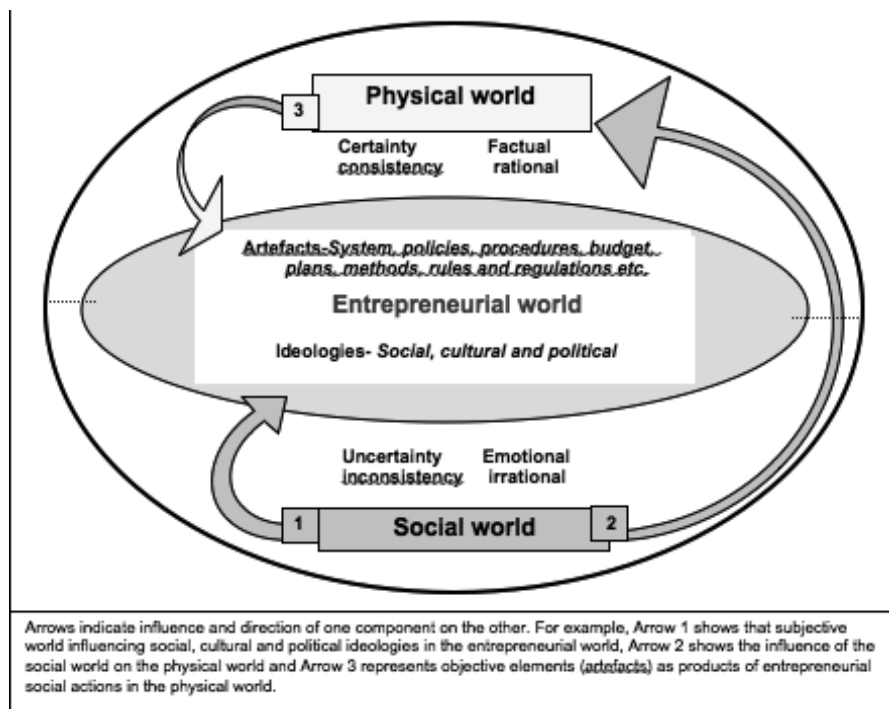 Physical world
3
Certainty Factual
consistency rational
Artefacts-System, policies, procedures, budget,
plans, methods, rules and regulations etc.
Entrepreneurial world
Ideologies- Social, cultural and political
Uncertainty Emotional
inconsistency irrational
1 Social world 2
Arrows indicate influence and direction of one component on the other. For example, Arrow 1 shows that subjective
world influencing social, cultural and political ideologies in the entrepreneurial world, Arrow 2 shows the influence of the
social world on the physical world and Arrow 3 represents objective elements (artefacts) as products of entrepreneurial
social actions in the physical world.